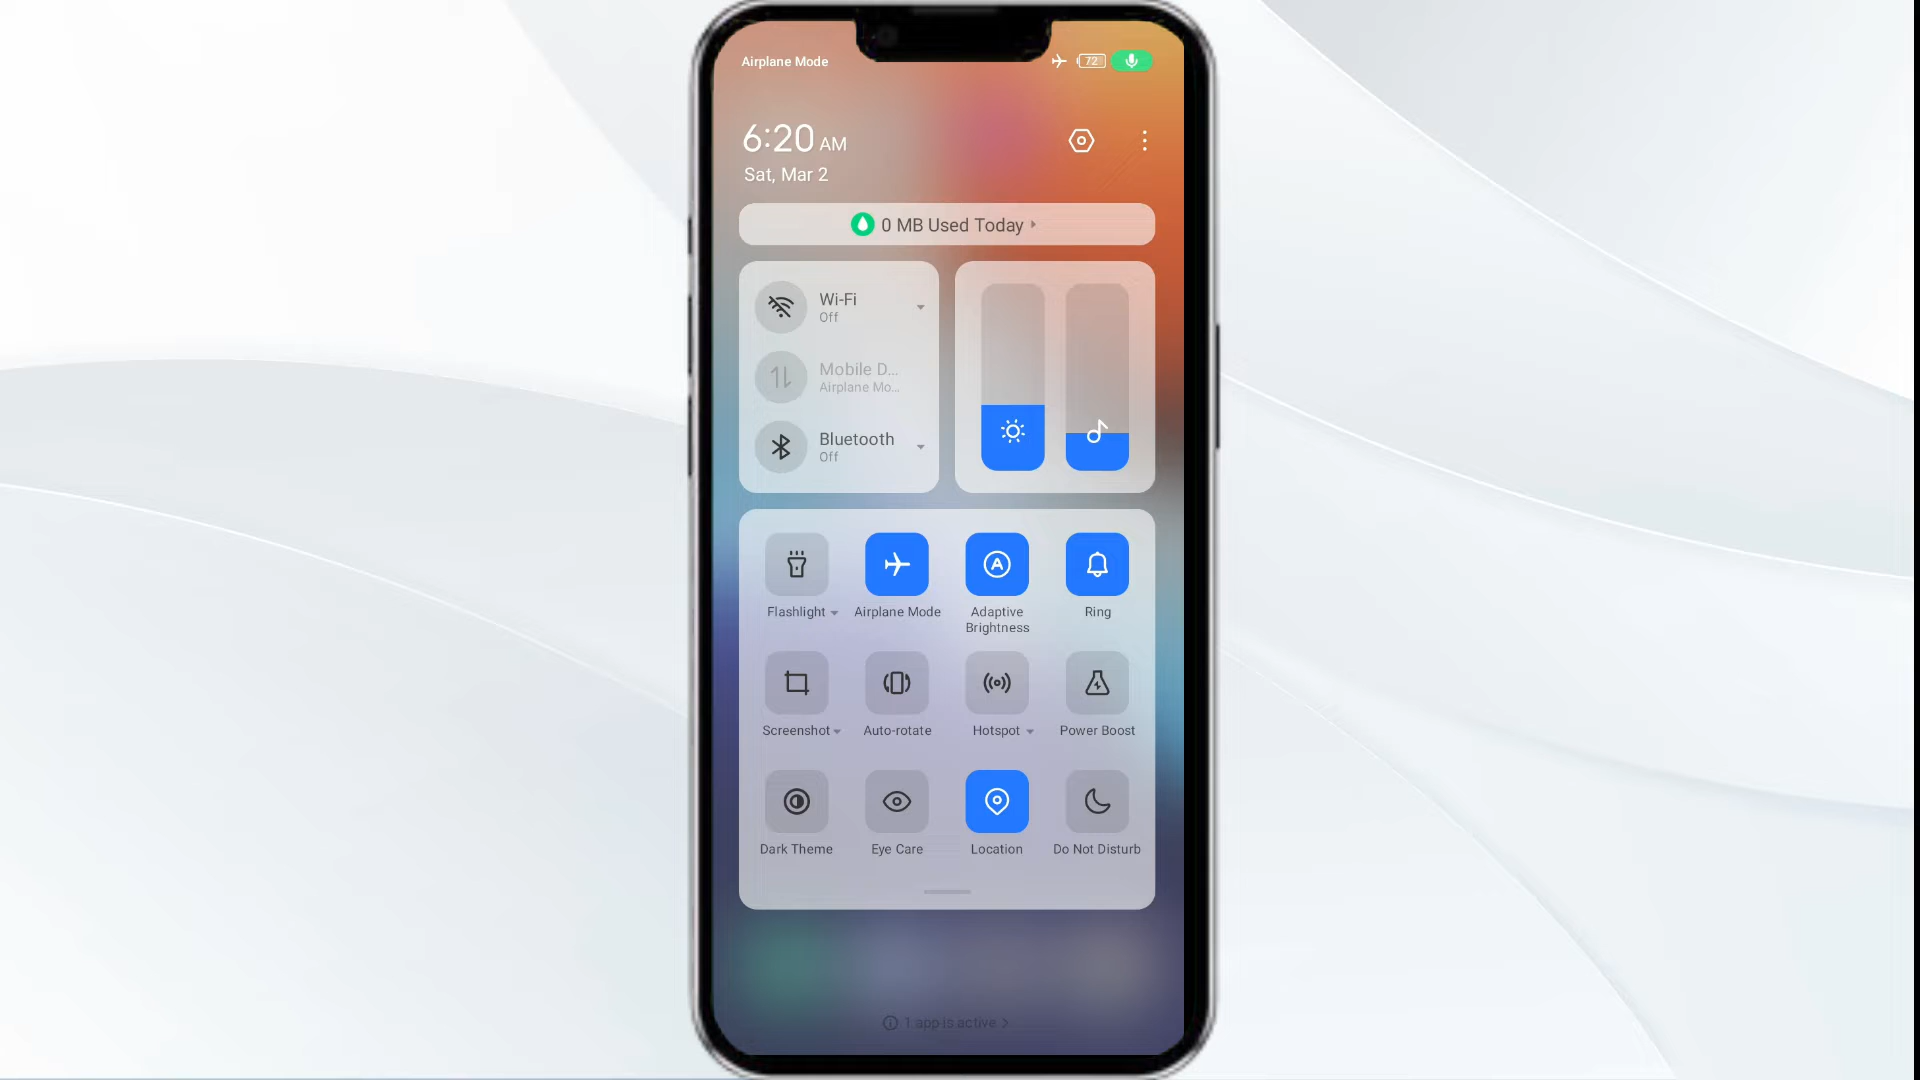 Airplane Mode
72
6:20 AM
Sat, Mar 2
0 MB Used Today
Wi-Fi
Off
Mobile D...
Airplane Mo...
Bluetooth
Off
Flashlight
Airplane Mode
Adaptive
Brightness
Ring
Screenshot
Auto-rotate
Hotspot
Power Boost
Dark Theme
Eye Care
Location
Do Not Disturb
1 app is active